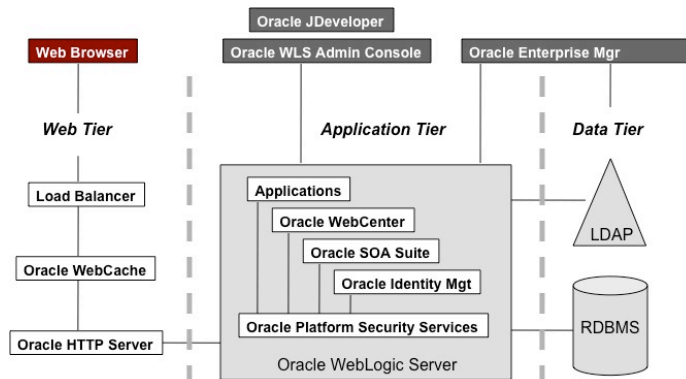 Oracle JDeveloper
Web Browser
Oracle WLS Admin Console
Oracle Enterprise Mgr
Web Tier
Application Tier
Data Tier
Load Balancer
Applications
Oracle WebCenter
Oracle SOA Suite
Oracle Identity Mgt
LDAP
Oracle WebCache
Oracle Platform Security Services
RDBMS
Oracle HTTP Server
Oracle WebLogic Server